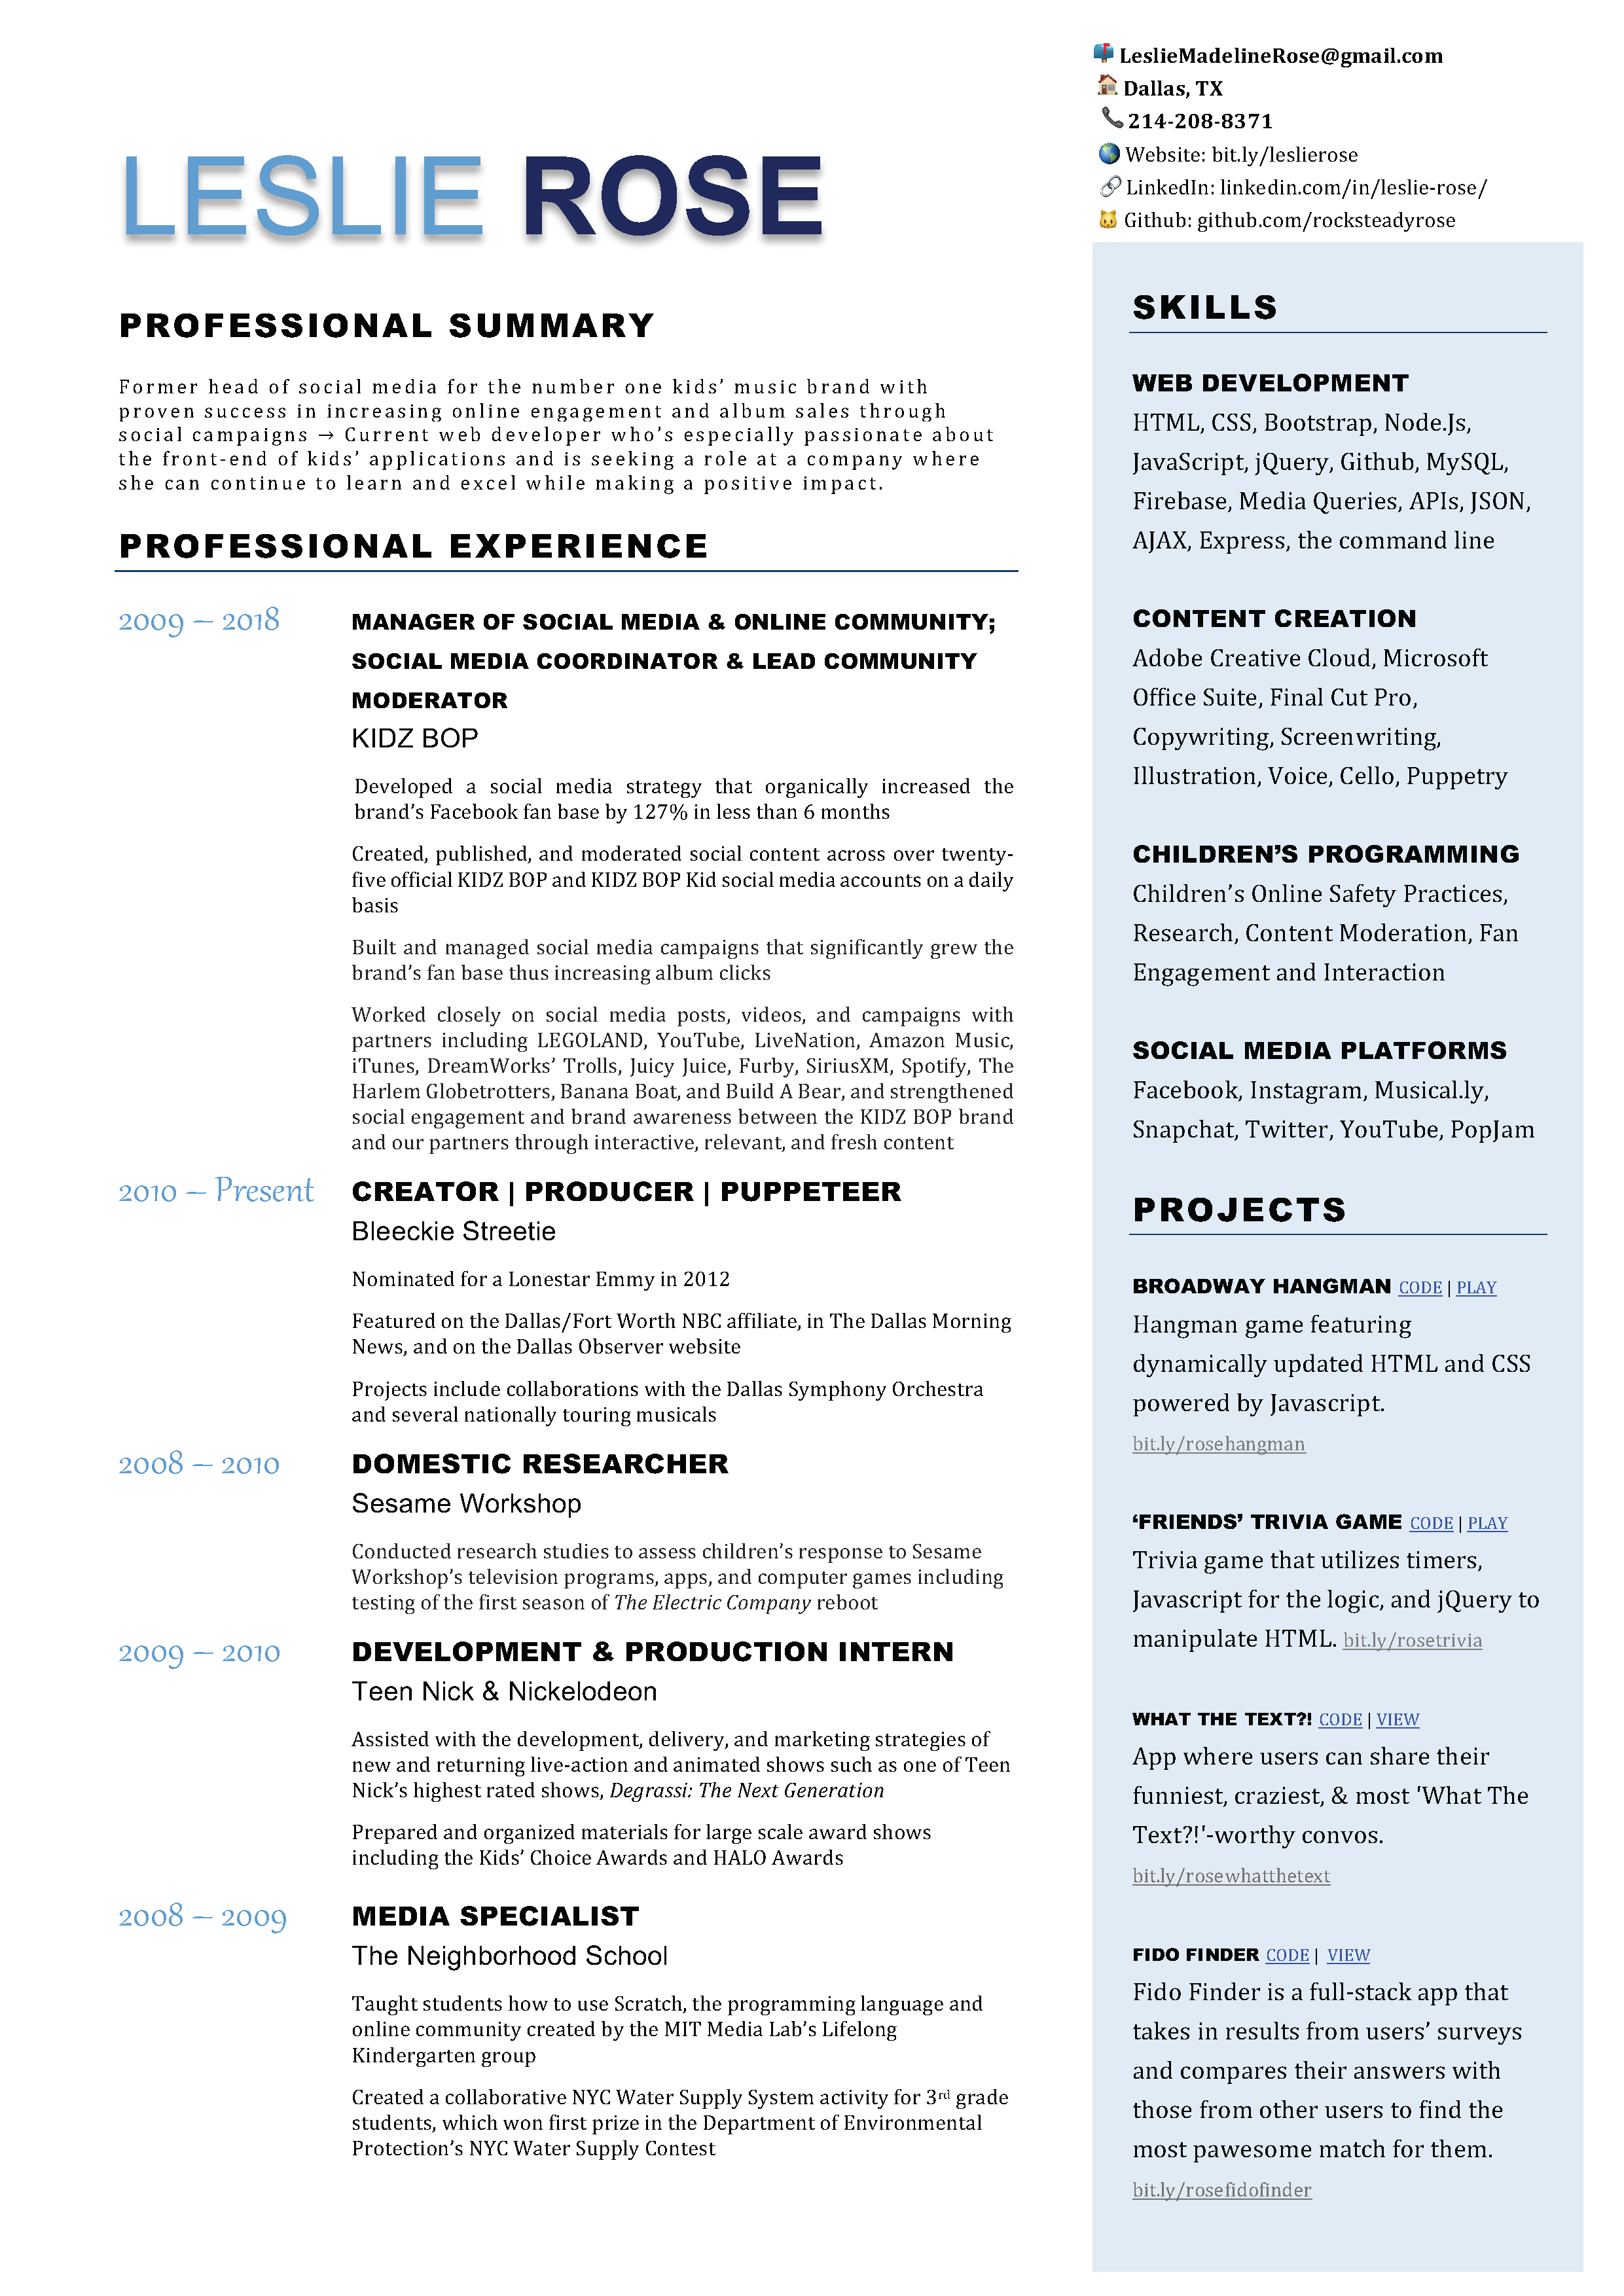 LeslieMadelineRose@gmail.com
Dallas, TX
214-208-8371
Website: bit.ly/leslierose
LinkedIn: linkedin.com/in/leslie-rose/
Github: github.com/rocksteadyrose
LESLIE ROSE
PROFESSIONAL SUMMARY
Former head of social media for the number one kids’ music brand with
proven success in increasing online engagement and album sales through
social campaigns → Current web developer who’s especially passionate about
the front-end of kids’ applications and is seeking a role at a company where
she can continue to learn and excel while making a positive impact.
PROFESSIONAL EXPERIENCE
2009 – 2018
MANAGER OF SOCIAL MEDIA & ONLINE COMMUNITY;
SOCIAL MEDIA COORDINATOR & LEAD COMMUNITY
MODERATOR
KIDZ BOP
Developed a social media strategy that organically increased the
brand’s Facebook fan base by 127% in less than 6 months
Created, published, and moderated social content across over twenty-
five official KIDZ BOP and KIDZ BOP Kid social media accounts on a daily
basis
Built and managed social media campaigns that significantly grew the
brand’s fan base thus increasing album clicks
Worked closely on social media posts, videos, and campaigns with
partners including LEGOLAND, YouTube, LiveNation, Amazon Music,
iTunes, DreamWorks’ Trolls, Juicy Juice, Furby, SiriusXM, Spotify, The
Harlem Globetrotters, Banana Boat, and Build A Bear, and strengthened
social engagement and brand awareness between the KIDZ BOP brand
and our partners through interactive, relevant, and fresh content
2010 – Present
CREATOR | PRODUCER | PUPPETEER
Bleeckie Streetie
Nominated for a Lonestar Emmy in 2012
Featured on the Dallas/Fort Worth NBC affiliate, in The Dallas Morning
News, and on the Dallas Observer website
Projects include collaborations with the Dallas Symphony Orchestra
and several nationally touring musicals
2008 – 2010
DOMESTIC RESEARCHER
Sesame Workshop
Conducted research studies to assess children’s response to Sesame
Workshop’s television programs, apps, and computer games including
testing of the first season of The Electric Company reboot
2009 – 2010
DEVELOPMENT & PRODUCTION INTERN
Teen Nick & Nickelodeon
Assisted with the development, delivery, and marketing strategies of
new and returning live-action and animated shows such as one of Teen
Nick’s highest rated shows, Degrassi: The Next Generation
Prepared and organized materials for large scale award shows
including the Kids’ Choice Awards and HALO Awards
2008 – 2009
MEDIA SPECIALIST
The Neighborhood School
Taught students how to use Scratch, the programming language and
online community created by the MIT Media Lab’s Lifelong
Kindergarten group
Created a collaborative NYC Water Supply System activity for 3rd grade
students, which won first prize in the Department of Environmental
Protection’s NYC Water Supply Contest
SKILLS
WEB DEVELOPMENT
HTML, CSS, Bootstrap, Node.Js,
JavaScript, jQuery, Github, MySQL,
Firebase, Media Queries, APIs, JSON,
AJAX, Express, the command line
CONTENT CREATION
Adobe Creative Cloud, Microsoft
Office Suite, Final Cut Pro,
Copywriting, Screenwriting,
Illustration, Voice, Cello, Puppetry
CHILDREN’S PROGRAMMING
Children’s Online Safety Practices,
Research, Content Moderation, Fan
Engagement and Interaction
SOCIAL MEDIA PLATFORMS
Facebook, Instagram, Musical.ly,
Snapchat, Twitter, YouTube, PopJam
PROJECTS
BROADWAY HANGMAN CODE | PLAY
Hangman game featuring
dynamically updated HTML and CSS
powered by Javascript.
bit.ly/rosehangman
‘FRIENDS’ TRIVIA GAME CODE | PLAY
Trivia game that utilizes timers,
Javascript for the logic, and jQuery to
manipulate HTML. bit.ly/rosetrivia
WHAT THE TEXT?! CODE | VIEW
App where users can share their
funniest, craziest, & most 'What The
Text?!'-worthy convos.
bit.ly/rosewhatthetext
FIDO FINDER CODE | VIEW
Fido Finder is a full-stack app that
takes in results from users’ surveys
and compares their answers with
those from other users to find the
most pawesome match for them.
bit.ly/rosefidofinder